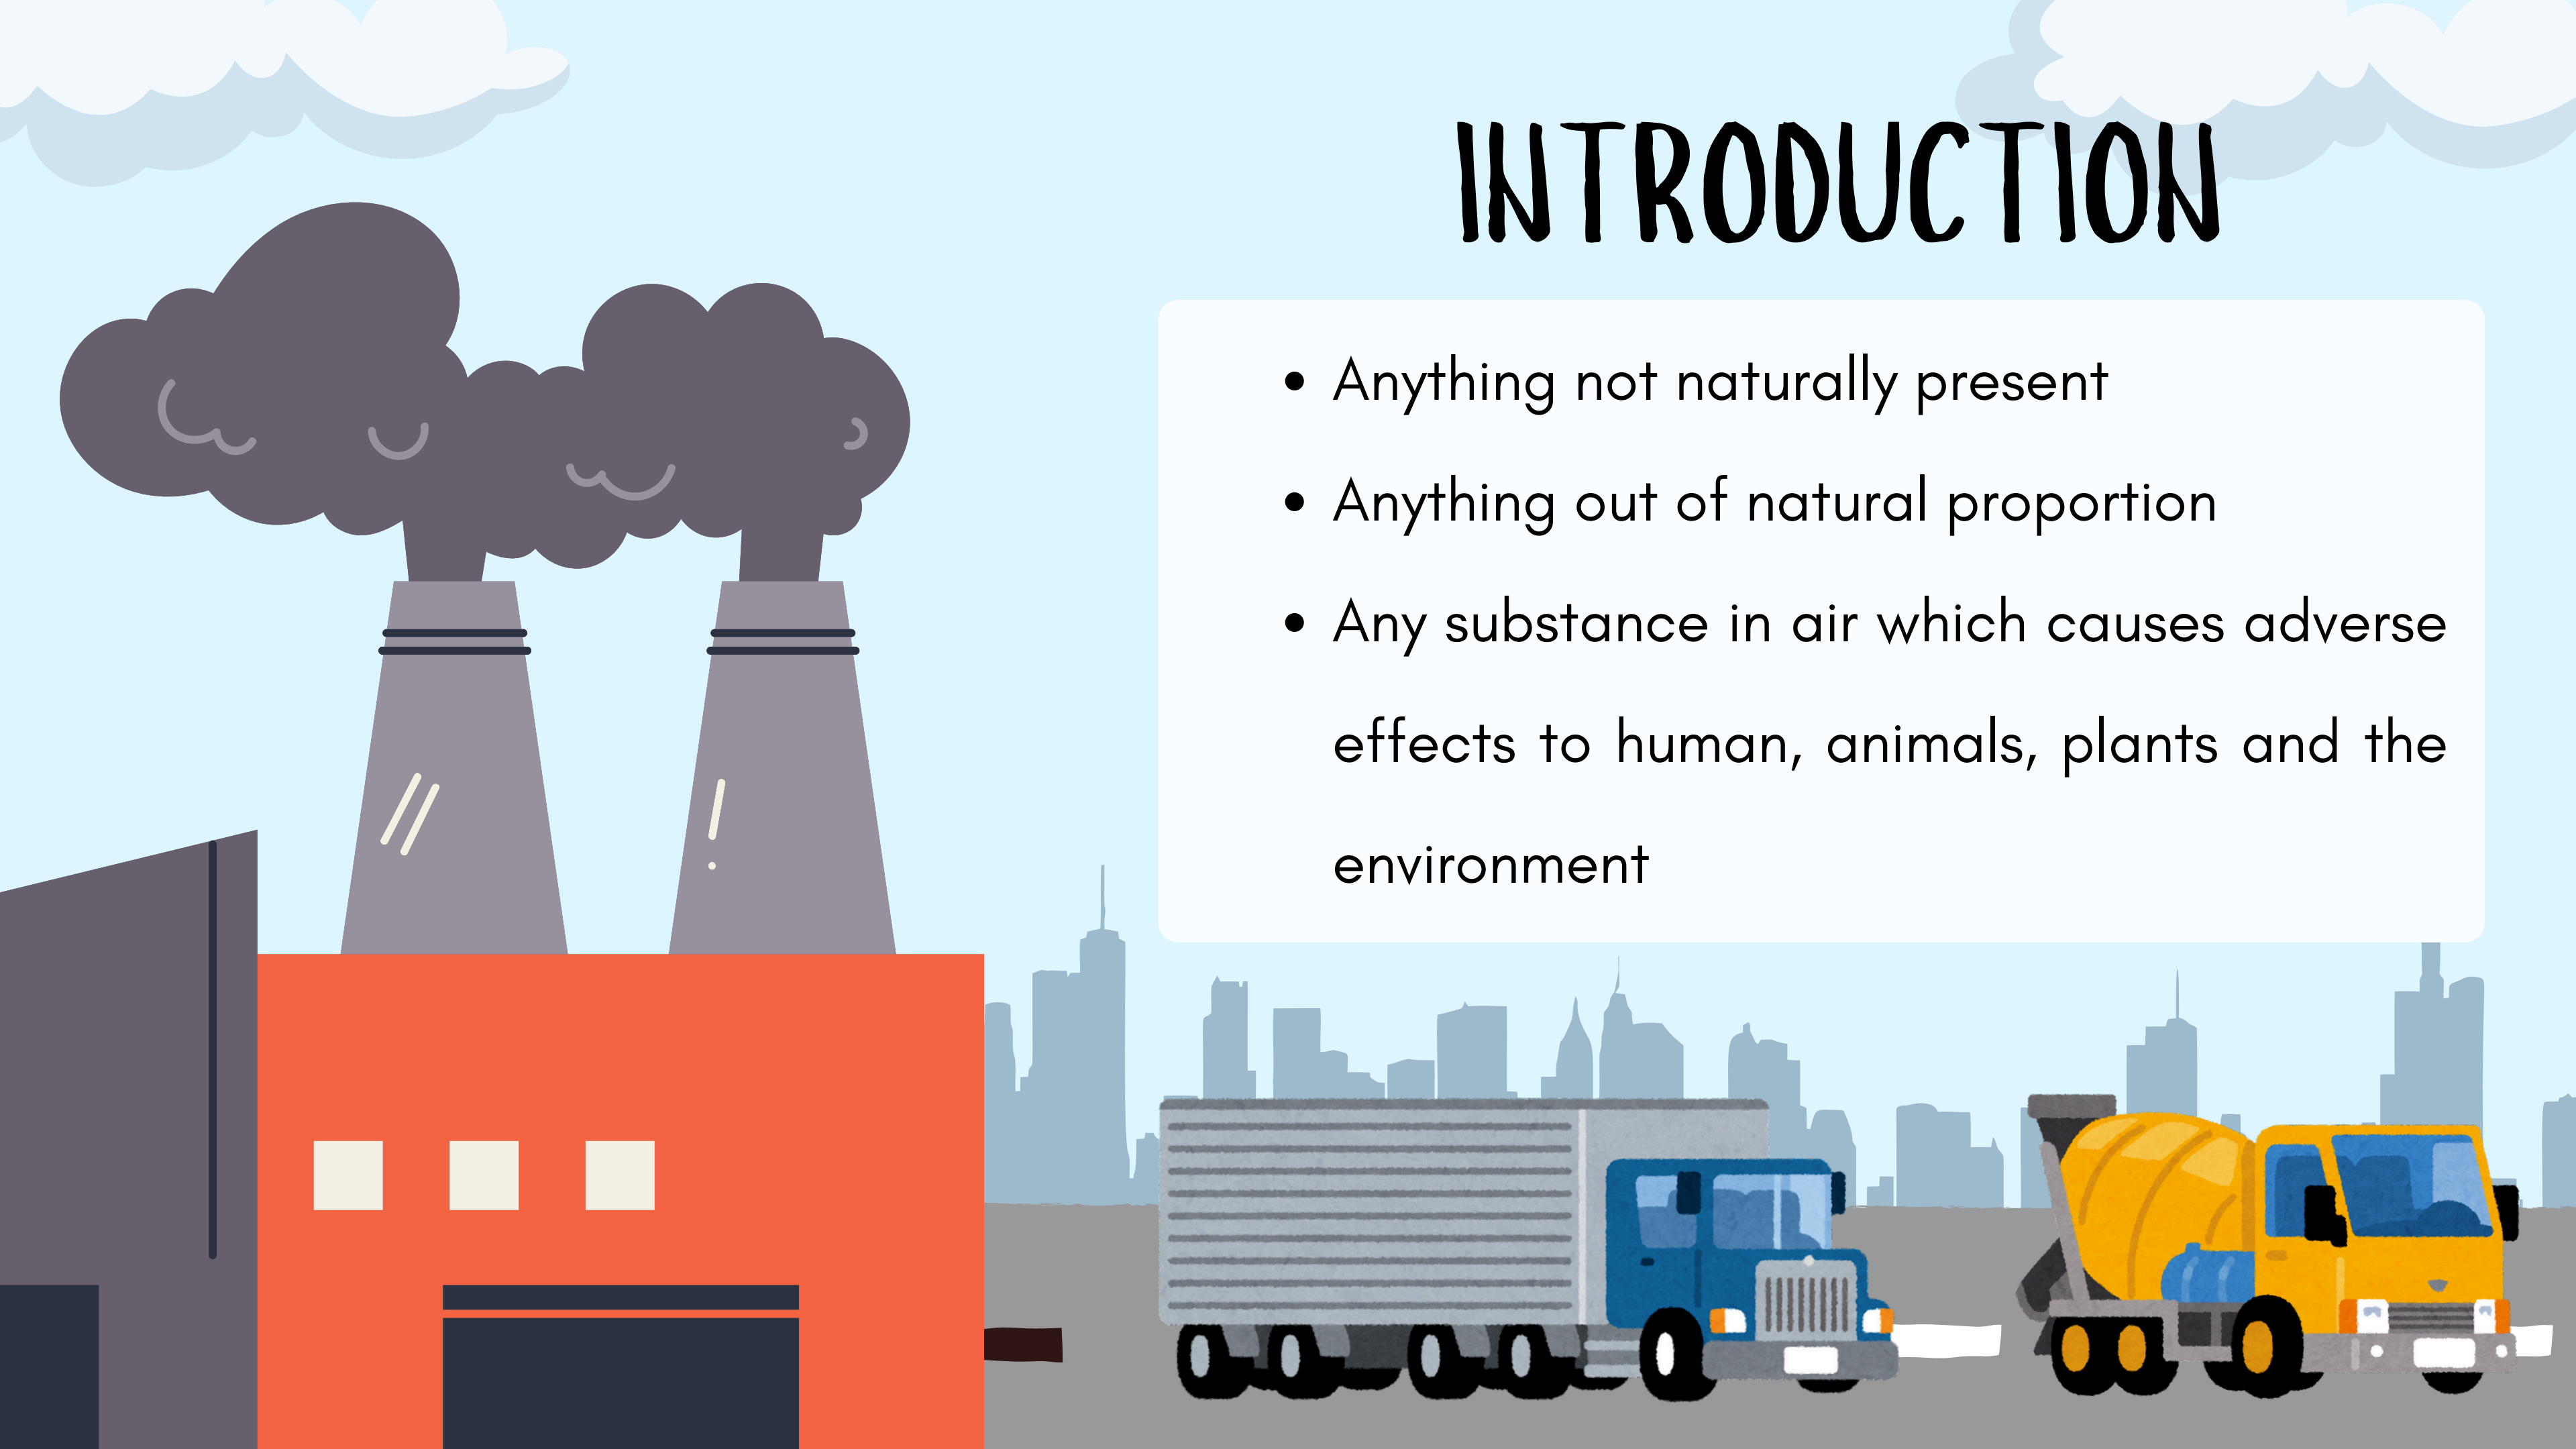 INTRODUCTION
• Anything not naturally present
• Anything out of natural proportion
• Any substance in air which causes adverse
effects to human, animals, plants and the
environment